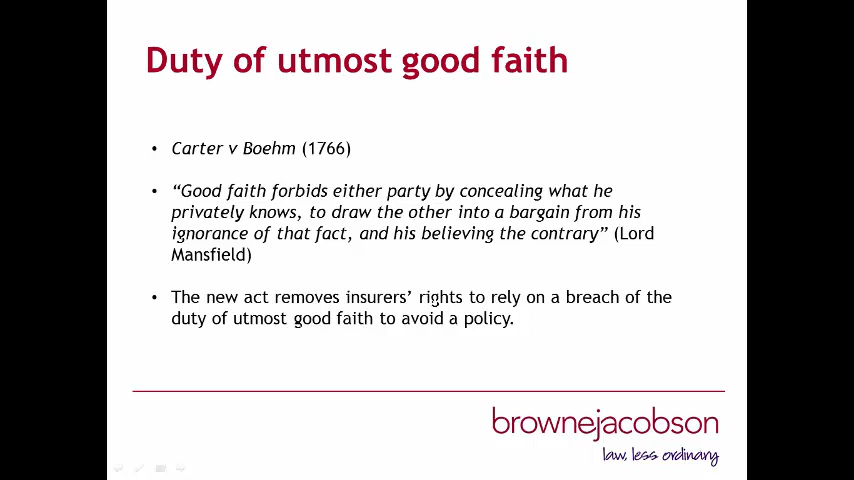 Duty of utmost good faith
• Carter v Boehm (1766)
• “Good faith forbids either party by concealing what he
privately knows, to draw the other into a bargain from his
ignorance of that fact, and his believing the contrary” (Lord
Mansfield)
• The new act removes insurers’ rights to rely on a breach of the
duty of utmost good faith to avoid a policy.
brownejacobson
law, less ordinary